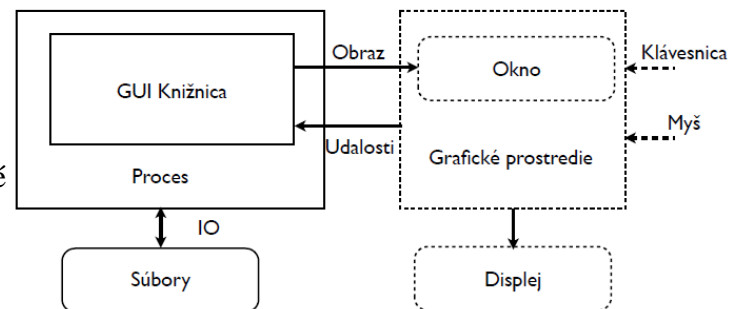 Obraz
Klávesnica
Okno
GUI Knižnica
Myš
Udalosti
Grafické prostredie
Proces
IO
Súbory
Displej